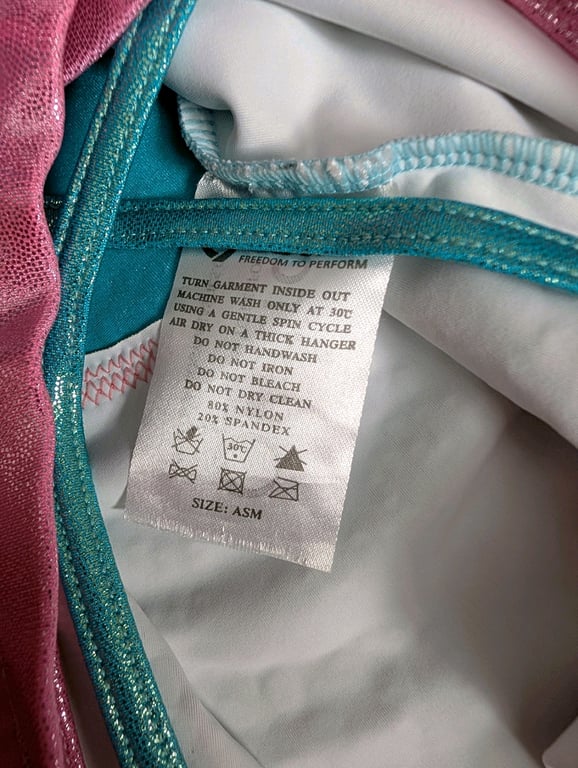 FREEDOM TO PERFORM
TURN GARMENT INSIDE OUT
MACHINE WASH ONLY AT 30℃
USING A GENTLE SPIN CYCLE
AIR DRY ON A THICK HANGER
DO NOT HANDWASH
DO NOT IRON
DO NOT BLEACH
DO NOT DRY CLEAN
80% NYLON
20% SPANDEX
30℃
SIZE: ASM